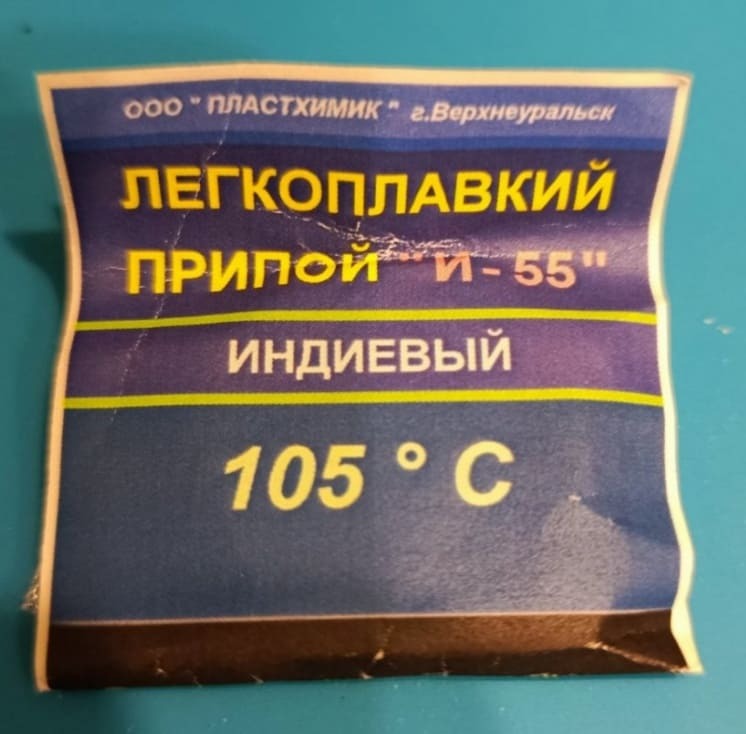 ООО " ПЛАСТХИМИК " г.Верхнеуральск
ЛЕГКОПЛАВКИЙ
ПРИПОЙ "И - 55"
ИНДИЕВЫЙ
105 ° С